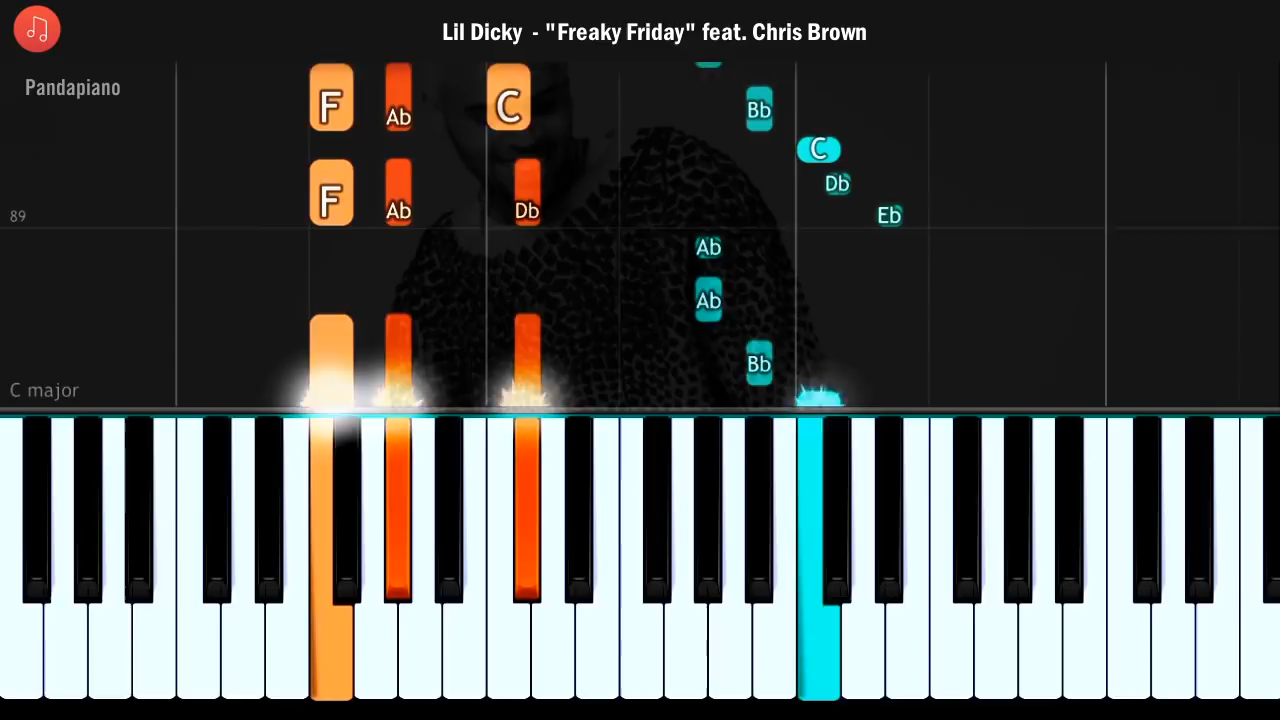 Lil Dicky - "Freaky Friday" feat. Chris Brown
Pandapiano
F Ab C Bb
C
Db
F Ab Db
89 Eb
Ab
Ab
Bb
C major